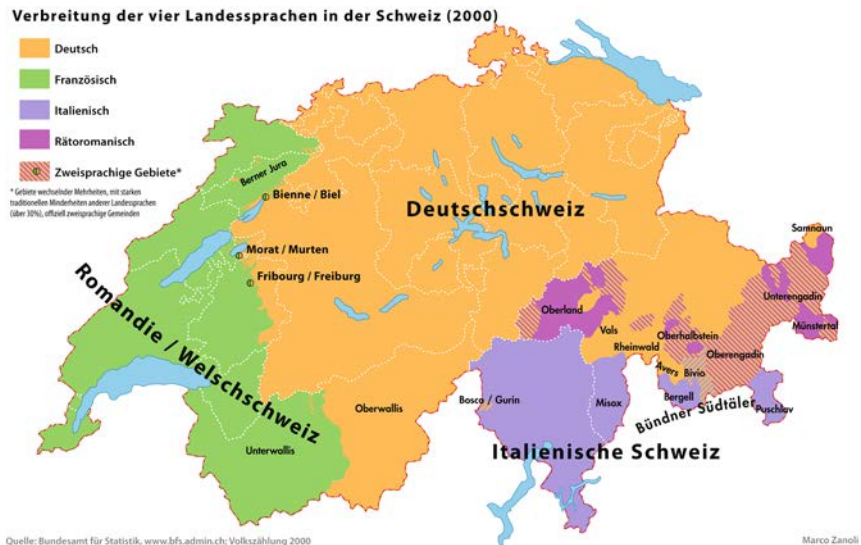 Verbreitung der vier Landessprachen in der Schweiz (2000)
Deutsch
Französisch
Italienisch
Rätoromanisch
Zweisprachige Gebiete*
* Gebiete wechselnder Mehrheiten, mit starken
traditionellen Minderheiten anderer Landessprachen
(über 30%), offiziell zweisprachige Gemeinden
Berner Jura
Bienne / Biel
Deutschschweiz
Morat / Murten
Fribourg / Freiburg
Romandie / Welschschweiz
Samnaun
Unterengadin
Oberland
Münstertal
Vals
Oberhalbstein
Rheinwald
Oberengadin
Avers
Bivio
Oberwallis
Bosco / Gurin
Misox
Bergell
Puschlav
Bündner Südtäler
Unterwallis
Italienische Schweiz
Quelle: Bundesamt für Statistik, www.bfs.admin.ch; Volkszählung 2000
Marco Zanoli